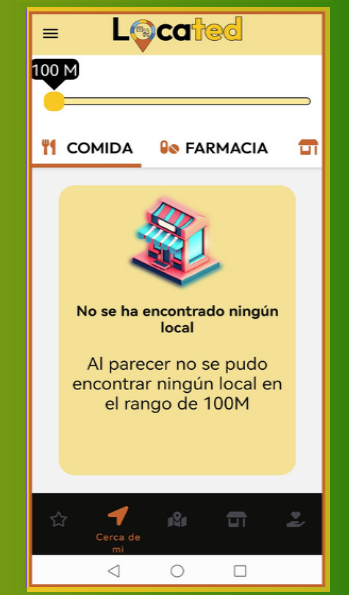 Located
100 M
COMIDA FARMACIA
No se ha encontrado ningún
local
Al parecer no se pudo
encontrar ningún local en
el rango de 100M
Cerca de
mi